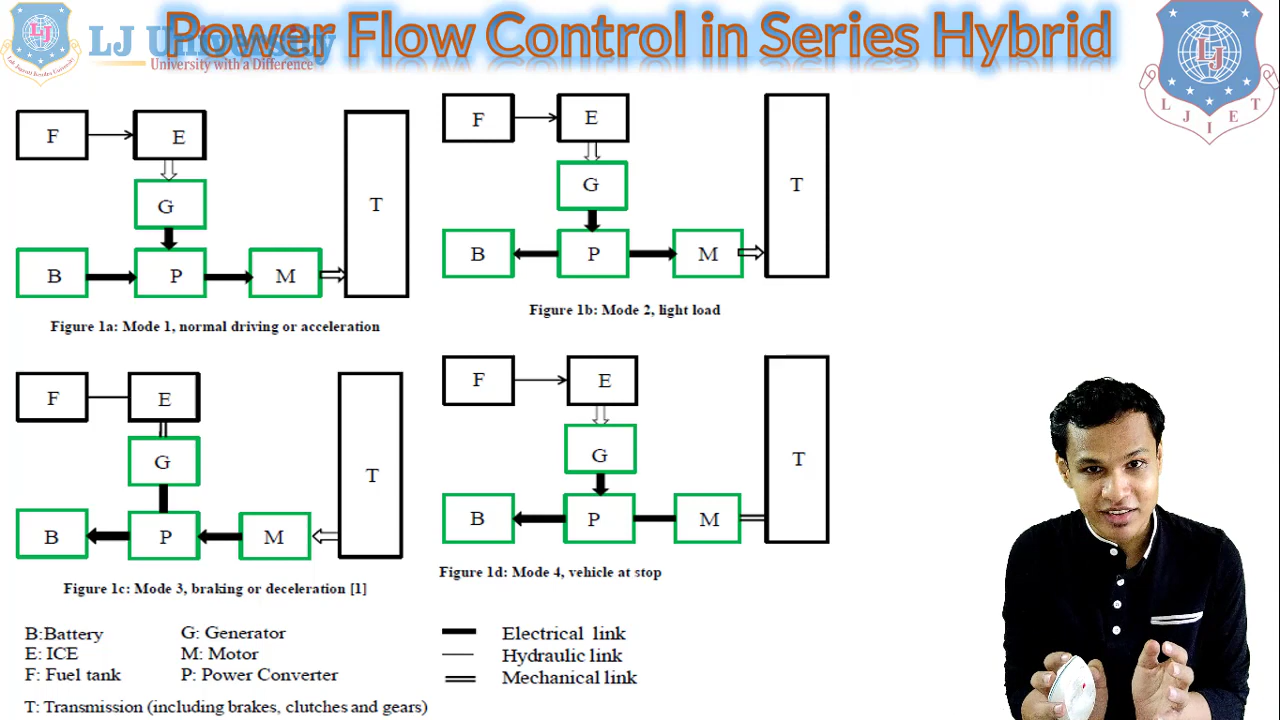 Power Flow Control in Series Hybrid
LJ University
University with a Difference
LJ
LJ
L J I E T
F E
G T
B P M
Figure 1a: Mode 1, normal driving or acceleration
F E
G T
B P M
Figure 1b: Mode 2, light load
F E
G T
B P M
Figure 1c: Mode 3, braking or deceleration [1]
F E
G T
B P M
Figure 1d: Mode 4, vehicle at stop
B:Battery G: Generator
E: ICE M: Motor
F: Fuel tank P: Power Converter
T: Transmission (including brakes, clutches and gears)
Electrical link
Hydraulic link
Mechanical link